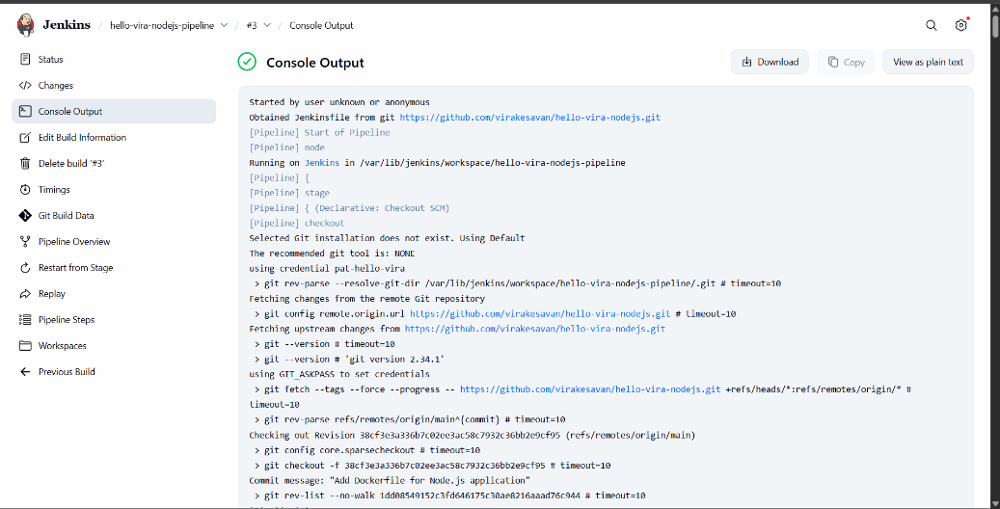 Jenkins / hello-vira-nodejs-pipeline / #3 / Console Output
Status
Changes
Console Output
Edit Build Information
Delete build '#3'
Timings
Git Build Data
Pipeline Overview
Restart from Stage
Replay
Pipeline Steps
Workspaces
Previous Build
Console Output
Download
Copy
View as plain text
Started by user unknown or anonymous
Obtained Jenkinsfile from git https://github.com/virakesavan/hello-vira-nodejs.git
[Pipeline] Start of Pipeline
[Pipeline] node
Running on Jenkins in /var/lib/jenkins/workspace/hello-vira-nodejs-pipeline
[Pipeline] {
[Pipeline] stage
[Pipeline] { (Declarative: Checkout SCM)
[Pipeline] checkout
Selected Git installation does not exist. Using Default
The recommended git tool is: NONE
using credential pat-hello-vira
> git rev-parse --resolve-git-dir /var/lib/jenkins/workspace/hello-vira-nodejs-pipeline/.git # timeout=10
Fetching changes from the remote Git repository
> git config remote.origin.url https://github.com/virakesavan/hello-vira-nodejs.git # timeout=10
Fetching upstream changes from https://github.com/virakesavan/hello-vira-nodejs.git
> git --version # timeout=10
> git --version # 'git version 2.34.1'
using GIT_ASKPASS to set credentials
> git fetch --tags --force --progress -- https://github.com/virakesavan/hello-vira-nodejs.git +refs/heads/*:refs/remotes/origin/* #
timeout=10
> git rev-parse refs/remotes/origin/main^{commit} # timeout=10
Checking out Revision 38cf3e3a336b7c02ee3ac58c7932c36bb2e9cf95 (refs/remotes/origin/main)
> git config core.sparsecheckout # timeout=10
> git checkout -f 38cf3e3a336b7c02ee3ac58c7932c36bb2e9cf95 # timeout=10
Commit message: "Add Dockerfile for Node.js application"
> git rev-list --no-walk 1dd08549152c3fd646175c30ae8216aaad76c944 # timeout=10